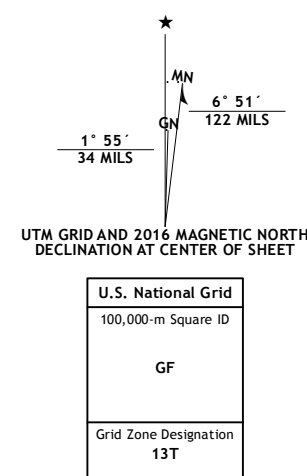 ★
MN
6° 51´
122 MILS
GN
1° 55´
34 MILS
UTM GRID AND 2016 MAGNETIC NORTH
DECLINATION AT CENTER OF SHEET
U.S. National Grid
100,000-m Square ID
GF
Grid Zone Designation
13T